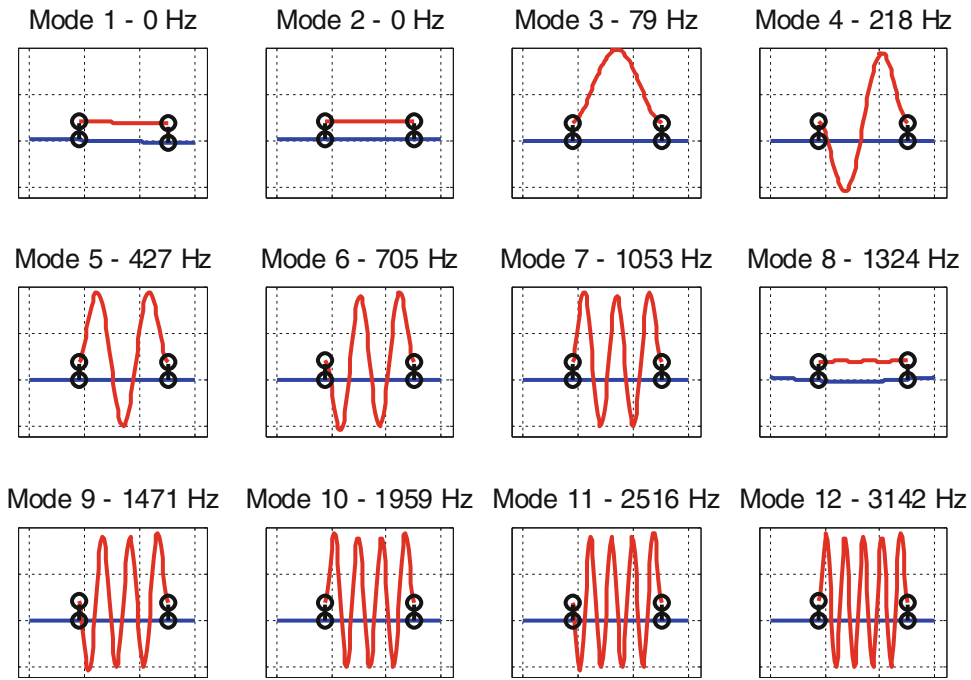 Mode 1 - 0 Hz
Mode 2 - 0 Hz
Mode 3 - 79 Hz
Mode 4 - 218 Hz
Mode 5 - 427 Hz
Mode 6 - 705 Hz
Mode 7 - 1053 Hz
Mode 8 - 1324 Hz
Mode 9 - 1471 Hz
Mode 10 - 1959 Hz
Mode 11 - 2516 Hz
Mode 12 - 3142 Hz